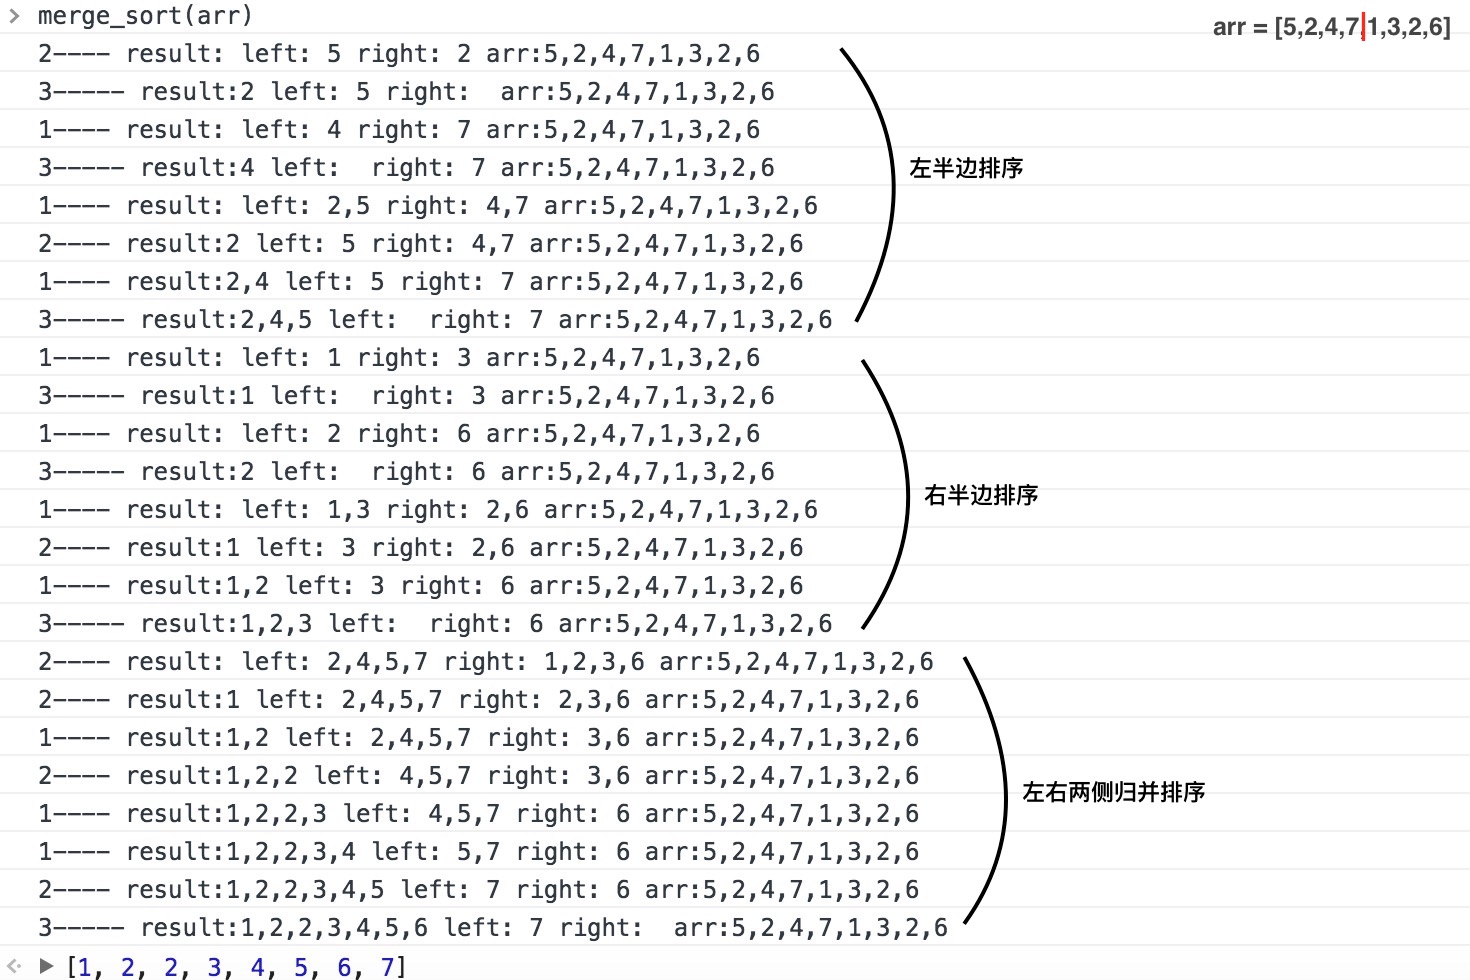 merge_sort(arr)
arr = [5,2,4,7,1,3,2,6]
2---- result: left: 5 right: 2 arr:5,2,4,7,1,3,2,6
3----- result:2 left: 5 right:  arr:5,2,4,7,1,3,2,6
1---- result: left: 4 right: 7 arr:5,2,4,7,1,3,2,6
3----- result:4 left:  right: 7 arr:5,2,4,7,1,3,2,6
左半边排序
1---- result: left: 2,5 right: 4,7 arr:5,2,4,7,1,3,2,6
2---- result:2 left: 5 right: 4,7 arr:5,2,4,7,1,3,2,6
1---- result:2,4 left: 5 right: 7 arr:5,2,4,7,1,3,2,6
3----- result:2,4,5 left:  right: 7 arr:5,2,4,7,1,3,2,6
1---- result: left: 1 right: 3 arr:5,2,4,7,1,3,2,6
3----- result:1 left:  right: 3 arr:5,2,4,7,1,3,2,6
1---- result: left: 2 right: 6 arr:5,2,4,7,1,3,2,6
3----- result:2 left:  right: 6 arr:5,2,4,7,1,3,2,6
右半边排序
1---- result: left: 1,3 right: 2,6 arr:5,2,4,7,1,3,2,6
2---- result:1 left: 3 right: 2,6 arr:5,2,4,7,1,3,2,6
1---- result:1,2 left: 3 right: 6 arr:5,2,4,7,1,3,2,6
3----- result:1,2,3 left:  right: 6 arr:5,2,4,7,1,3,2,6
2---- result: left: 2,4,5,7 right: 1,2,3,6 arr:5,2,4,7,1,3,2,6
2---- result:1 left: 2,4,5,7 right: 2,3,6 arr:5,2,4,7,1,3,2,6
1---- result:1,2 left: 2,4,5,7 right: 3,6 arr:5,2,4,7,1,3,2,6
2---- result:1,2,2 left: 4,5,7 right: 3,6 arr:5,2,4,7,1,3,2,6
左右两侧归并排序
1---- result:1,2,2,3 left: 4,5,7 right: 6 arr:5,2,4,7,1,3,2,6
1---- result:1,2,2,3,4 left: 5,7 right: 6 arr:5,2,4,7,1,3,2,6
2---- result:1,2,2,3,4,5 left: 7 right: 6 arr:5,2,4,7,1,3,2,6
3----- result:1,2,2,3,4,5,6 left: 7 right:  arr:5,2,4,7,1,3,2,6
[1, 2, 2, 3, 4, 5, 6, 7]